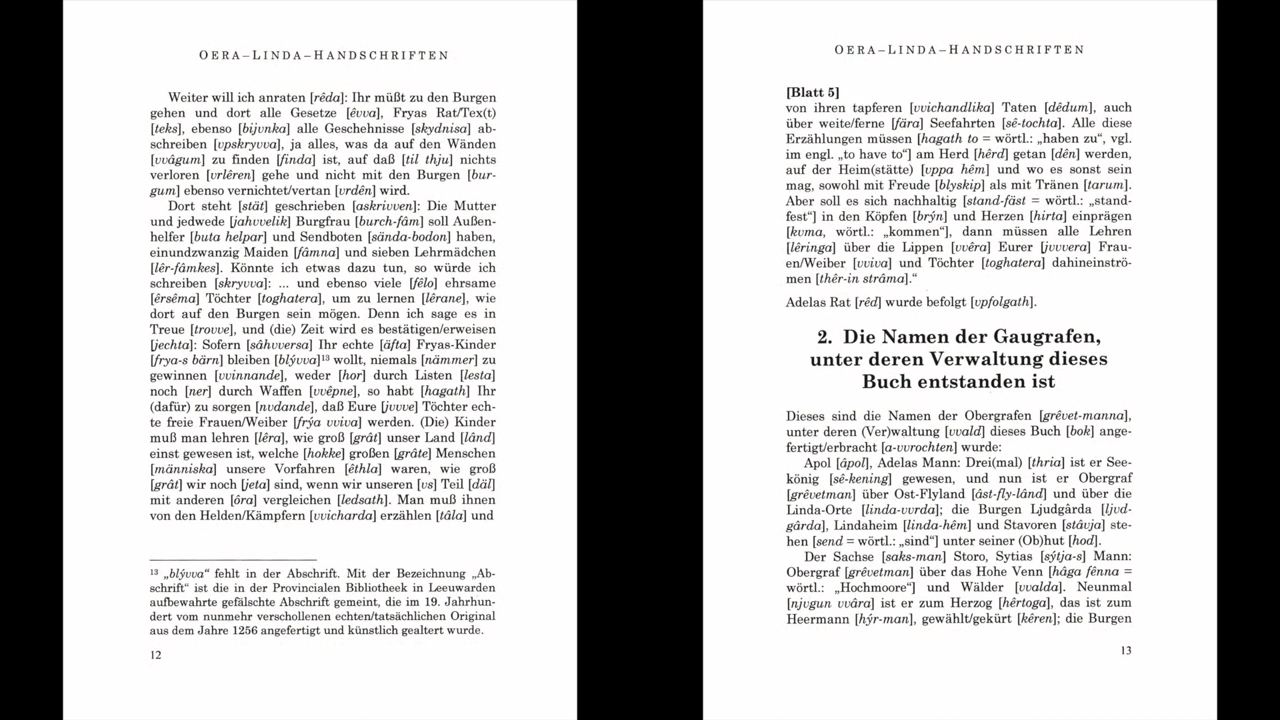 OERA–LINDA–HANDSCHRIFTEN
Weiter will ich anraten [rêda]: Ihr müßt zu den Burgen
gehen und dort alle Gesetze [êvva], Fryas Rat/Tex(t)
[teks], ebenso [bijvnka] alle Geschehnisse [skydnisa] ab-
schreiben [vpskryvva], ja alles, was da auf den Wänden
[vvâgum] zu finden [finda] ist, auf daß [til thju] nichts
verloren [vrlêren] gehe und nicht mit den Burgen [bur-
gum] ebenso vernichtet/vertan [vrdên] wird.
Dort steht [stät] geschrieben [askrivven]: Die Mutter
und jedwede [jahvvelik] Burgfrau [burch-fâm] soll Außen-
helfer [buta helpar] und Sendboten [sända-bodon] haben,
einundzwanzig Maiden [fâmna] und sieben Lehrmädchen
[lêr-fâmkes]. Könnte ich etwas dazu tun, so würde ich
schreiben [skryvva]: ... und ebenso viele [fêlo] ehrsame
[êrsêma] Töchter [toghatera], um zu lernen [lêrane], wie
dort auf den Burgen sein mögen. Denn ich sage es in
Treue [trovve], und (die) Zeit wird es bestätigen/erweisen
[jechta]: Sofern [sâhvversa] Ihr echte [äfta] Fryas-Kinder
[frya-s bärn] bleiben [blývva]¹³ wollt, niemals [nämmer] zu
gewinnen [vvinnande], weder [hor] durch Listen [lesta]
noch [ner] durch Waffen [vvêpne], so habt [hagath] Ihr
(dafür) zu sorgen [nvdande], daß Eure [jvvve] Töchter ech-
te freie Frauen/Weiber [frýa vviva] werden. (Die) Kinder
muß man lehren [lêra], wie groß [grât] unser Land [lând]
einst gewesen ist, welche [hokke] großen [grâte] Menschen
[människa] unsere Vorfahren [êthla] waren, wie groß
[grât] wir noch [jeta] sind, wenn wir unseren [vs] Teil [däl]
mit anderen [ôra] vergleichen [ledsath]. Man muß ihnen
von den Helden/Kämpfern [vvicharda] erzählen [tâla] und
¹³ „blývva“ fehlt in der Abschrift. Mit der Bezeichnung „Ab-
schrift“ ist die in der Provincialen Bibliotheek in Leeuwarden
aufbewahrte gefälschte Abschrift gemeint, die im 19. Jahrhun-
dert vom nunmehr verschollenen echten/tatsächlichen Original
aus dem Jahre 1256 angefertigt und künstlich gealtert wurde.
12
OERA–LINDA–HANDSCHRIFTEN
[Blatt 5]
von ihren tapferen [vvichandlika] Taten [dêdum], auch
über weite/ferne [fära] Seefahrten [sê-tochta]. Alle diese
Erzählungen müssen [hagath to = wörtl.: „haben zu“, vgl.
im engl. „to have to“] am Herd [hêrd] getan [dên] werden,
auf der Heim(stätte) [vppa hêm] und wo es sonst sein
mag, sowohl mit Freude [blyskip] als mit Tränen [tarum].
Aber soll es sich nachhaltig [stand-fäst = wörtl.: „stand-
fest“] in den Köpfen [brýn] und Herzen [hirta] einprägen
[kvma, wörtl.: „kommen“], dann müssen alle Lehren
[lêringa] über die Lippen [vvêra] Eurer [jvvvera] Frau-
en/Weiber [vviva] und Töchter [toghatera] dahineinströ-
men [thêr-in strâma].“
Adelas Rat [rêd] wurde befolgt [vpfolgath].
2. Die Namen der Gaugrafen,
unter deren Verwaltung dieses
Buch entstanden ist
Dieses sind die Namen der Obergrafen [grêvet-manna],
unter deren (Ver)waltung [vvald] dieses Buch [bok] ange-
fertigt/erbracht [a-vvrochten] wurde:
Apol [âpol], Adelas Mann: Drei(mal) [thria] ist er See-
könig [sê-kening] gewesen, und nun ist er Obergraf
[grêvetman] über Ost-Flyland [âst-fly-lând] und über die
Linda-Orte [linda-vvrda]; die Burgen Ljudgârda [ljvd-
gârda], Lindaheim [linda-hêm] und Stavoren [stâvja] ste-
hen [send = wörtl.: „sind“] unter seiner (Ob)hut [hod].
Der Sachse [saks-man] Storo, Sytias [sýtja-s] Mann:
Obergraf [grêvetman] über das Hohe Venn [hâga fênna =
wörtl.: „Hochmoore“] und Wälder [vvalda]. Neunmal
[njvgun vvâra] ist er zum Herzog [hêrtoga], das ist zum
Heermann [hýr-man], gewählt/gekürt [kêren]; die Burgen
13